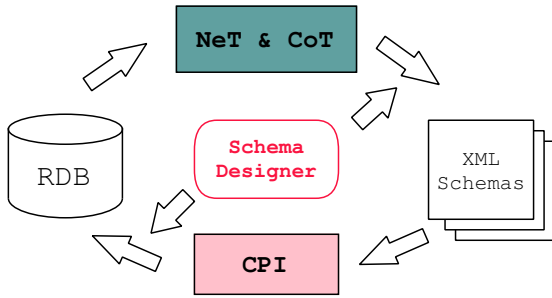 NeT & CoT
Schema
Designer
RDB
XML
Schemas
CPI